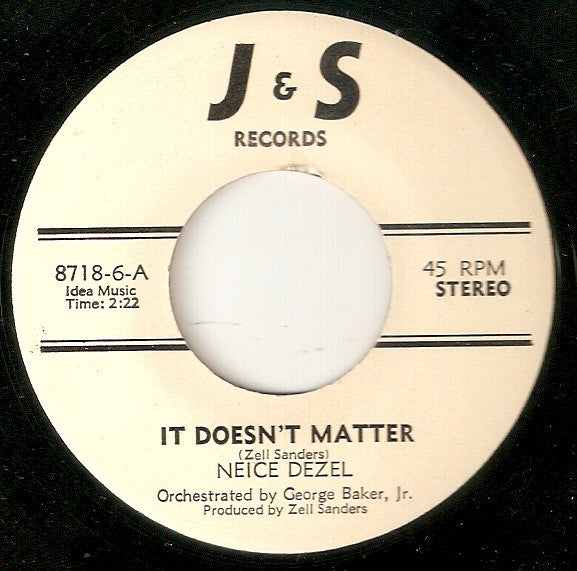 J & S
RECORDS
8718-6-A
Idea Music
Time: 2:22
45 RPM
STEREO
IT DOESN'T MATTER
(Zell Sanders)
NEICE DEZEL
Orchestrated by George Baker, Jr.
Produced by Zell Sanders